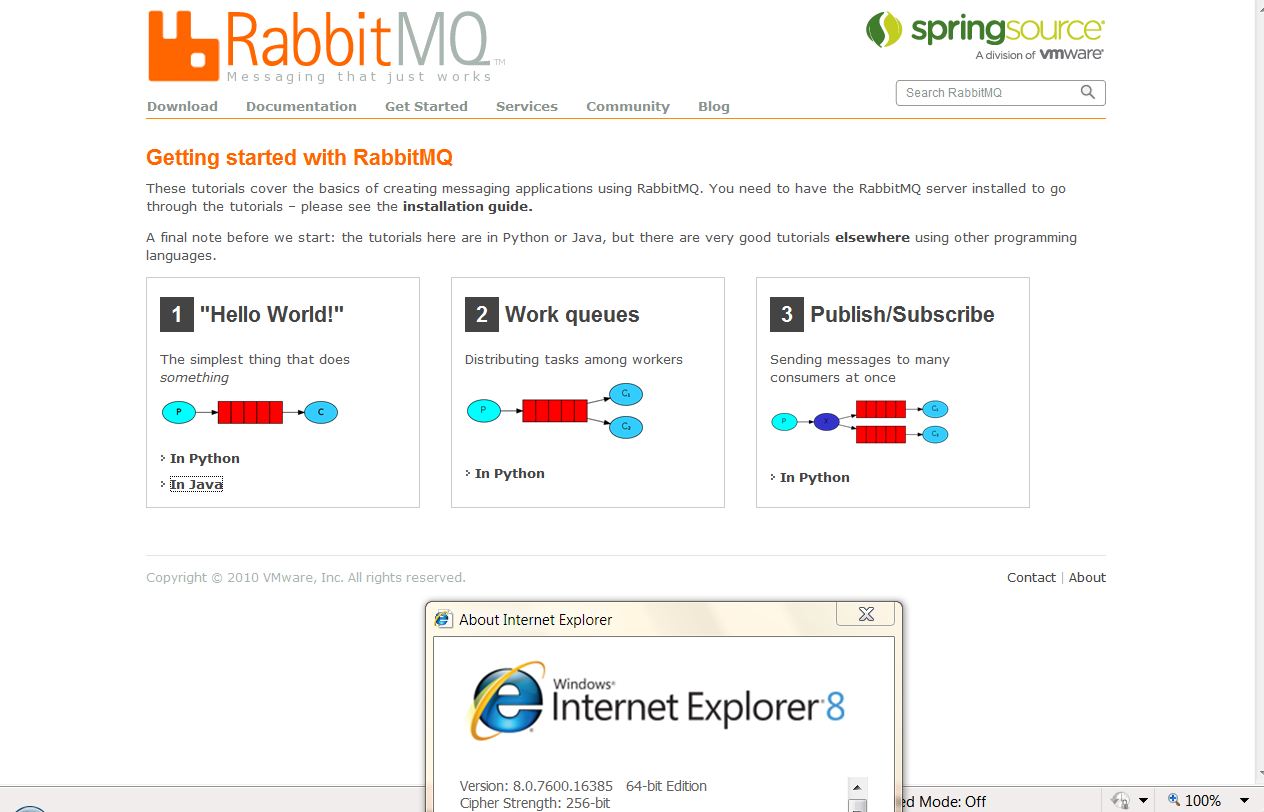 RabbitMQ™
Messaging that just works
springsource®
A division of vmware®
Search RabbitMQ
Download Documentation Get Started Services Community Blog
Getting started with RabbitMQ
These tutorials cover the basics of creating messaging applications using RabbitMQ. You need to have the RabbitMQ server installed to go
through the tutorials – please see the installation guide.
A final note before we start: the tutorials here are in Python or Java, but there are very good tutorials elsewhere using other programming
languages.
1 "Hello World!"
The simplest thing that does
something
P C
In Python
In Java
2 Work queues
Distributing tasks among workers
P C₁
C₂
In Python
3 Publish/Subscribe
Sending messages to many
consumers at once
P X C₁
C₂
In Python
Copyright © 2010 VMware, Inc. All rights reserved.
Contact | About
About Internet Explorer
Windows®
Internet Explorer 8
Version: 8.0.7600.16385 64-bit Edition
Cipher Strength: 256-bit
ed Mode: Off
100%